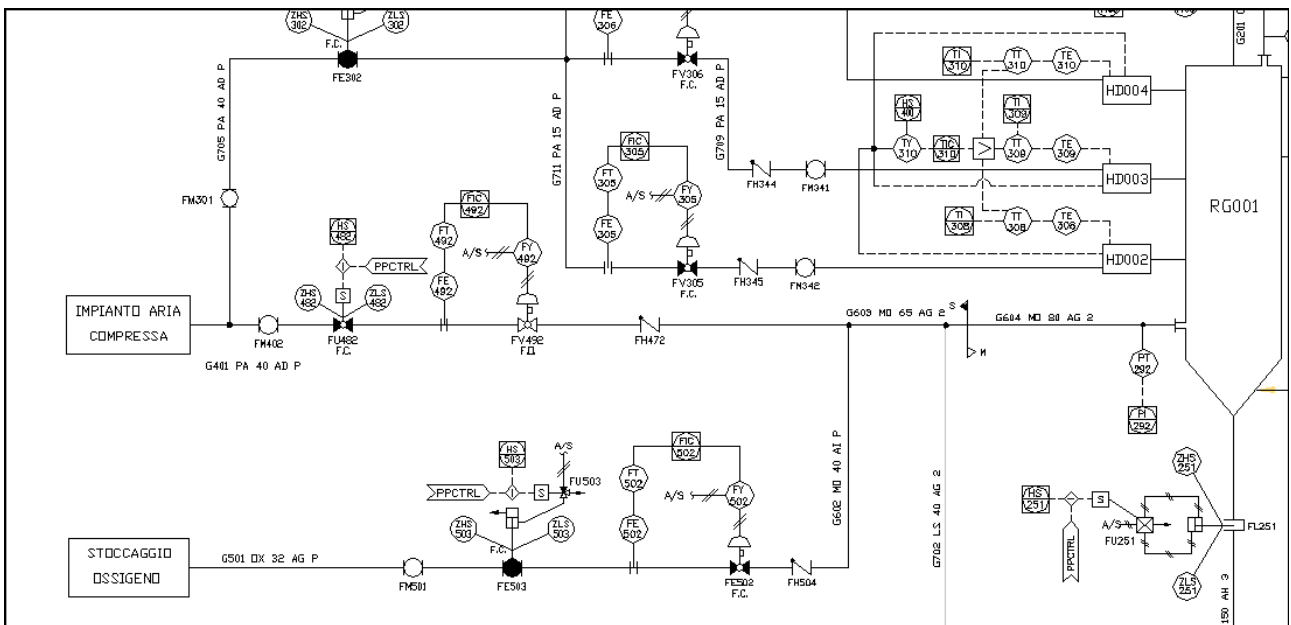 ZHS
302
ZLS
302
F.C.
FE302
FE
306
FV306
F.C.
G705 PA 40 AD P
G711 PA 15 AD P
G709 PA 15 AD P
G201
TI
310
TT
310
TE
310
HD004
HS
401
TI
309
FIC
305
TY
310
TIC
310
>
TT
309
TE
309
FT
305
A/S
FY
305
FH344
FM341
HD003
RG001
FM301
FIC
492
HS
482
FE
305
TI
308
TT
308
TE
306
FT
492
A/S
FY
492
I
PPCTRL
HD002
FV305
F.C.
FH345
FM342
FE
492
ZHS
482
S
ZLS
482
IMPIANTO ARIA
COMPRESSA
FM402
FU482
F.C.
FV492
F.O.
FH472
G603 MO 65 AG 2
S
G604 MO 80 AG 2
M
G401 PA 40 AD P
PT
292
PI
292
HS
503
A/S
FIC
502
G602 MO 40 AI P
G702 LS 40 AG 2
ZHS
251
PPCTRL
I
S
FU503
FT
502
A/S
FY
502
HS
251
S
ZHS
503
ZLS
503
FE
502
A/S
FU251
FL251
PPCTRL
STOCCAGGIO
OSSIGENO
G501 OX 32 AG P
F.C.
FM501
FE503
FE502
F.C.
FH504
ZLS
251
150 AH 3